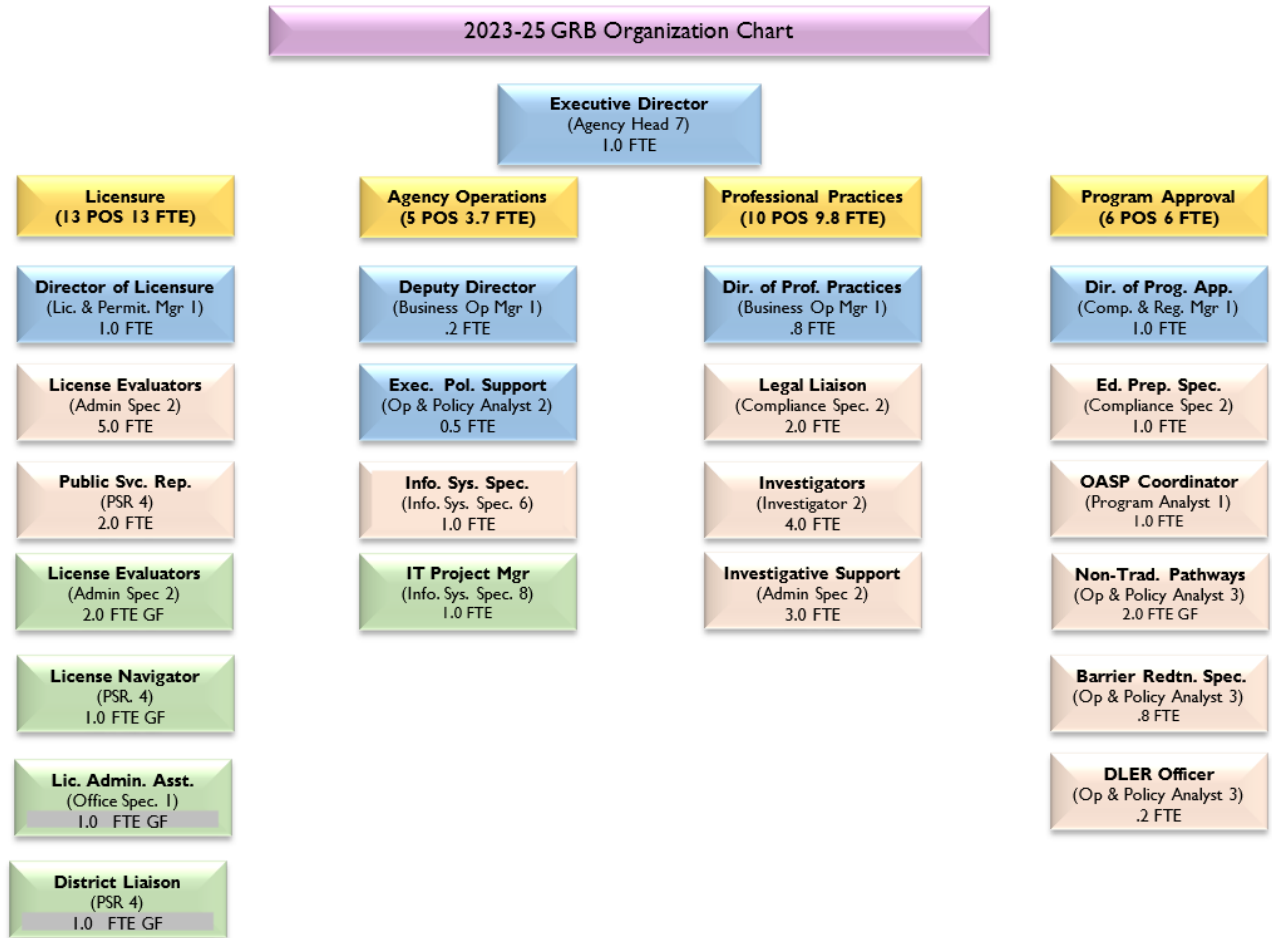 2023-25 GRB Organization Chart
Executive Director
(Agency Head 7)
1.0 FTE
Licensure
(13 POS 13 FTE)
Director of Licensure
(Lic. & Permit. Mgr 1)
1.0 FTE
License Evaluators
(Admin Spec 2)
5.0 FTE
Public Svc. Rep.
(PSR 4)
2.0 FTE
License Evaluators
(Admin Spec 2)
2.0 FTE GF
License Navigator
(PSR. 4)
1.0 FTE GF
Lic. Admin. Asst.
(Office Spec. 1)
1.0 FTE GF
District Liaison
(PSR 4)
1.0 FTE GF
Agency Operations
(5 POS 3.7 FTE)
Deputy Director
(Business Op Mgr 1)
.2 FTE
Exec. Pol. Support
(Op & Policy Analyst 2)
0.5 FTE
Info. Sys. Spec.
(Info. Sys. Spec. 6)
1.0 FTE
IT Project Mgr
(Info. Sys. Spec. 8)
1.0 FTE
Professional Practices
(10 POS 9.8 FTE)
Dir. of Prof. Practices
(Business Op Mgr 1)
.8 FTE
Legal Liaison
(Compliance Spec. 2)
2.0 FTE
Investigators
(Investigator 2)
4.0 FTE
Investigative Support
(Admin Spec 2)
3.0 FTE
Program Approval
(6 POS 6 FTE)
Dir. of Prog. App.
(Comp. & Reg. Mgr 1)
1.0 FTE
Ed. Prep. Spec.
(Compliance Spec 2)
1.0 FTE
OASP Coordinator
(Program Analyst 1)
1.0 FTE
Non-Trad. Pathways
(Op & Policy Analyst 3)
2.0 FTE GF
Barrier Redtn. Spec.
(Op & Policy Analyst 3)
.8 FTE
DLER Officer
(Op & Policy Analyst 3)
.2 FTE